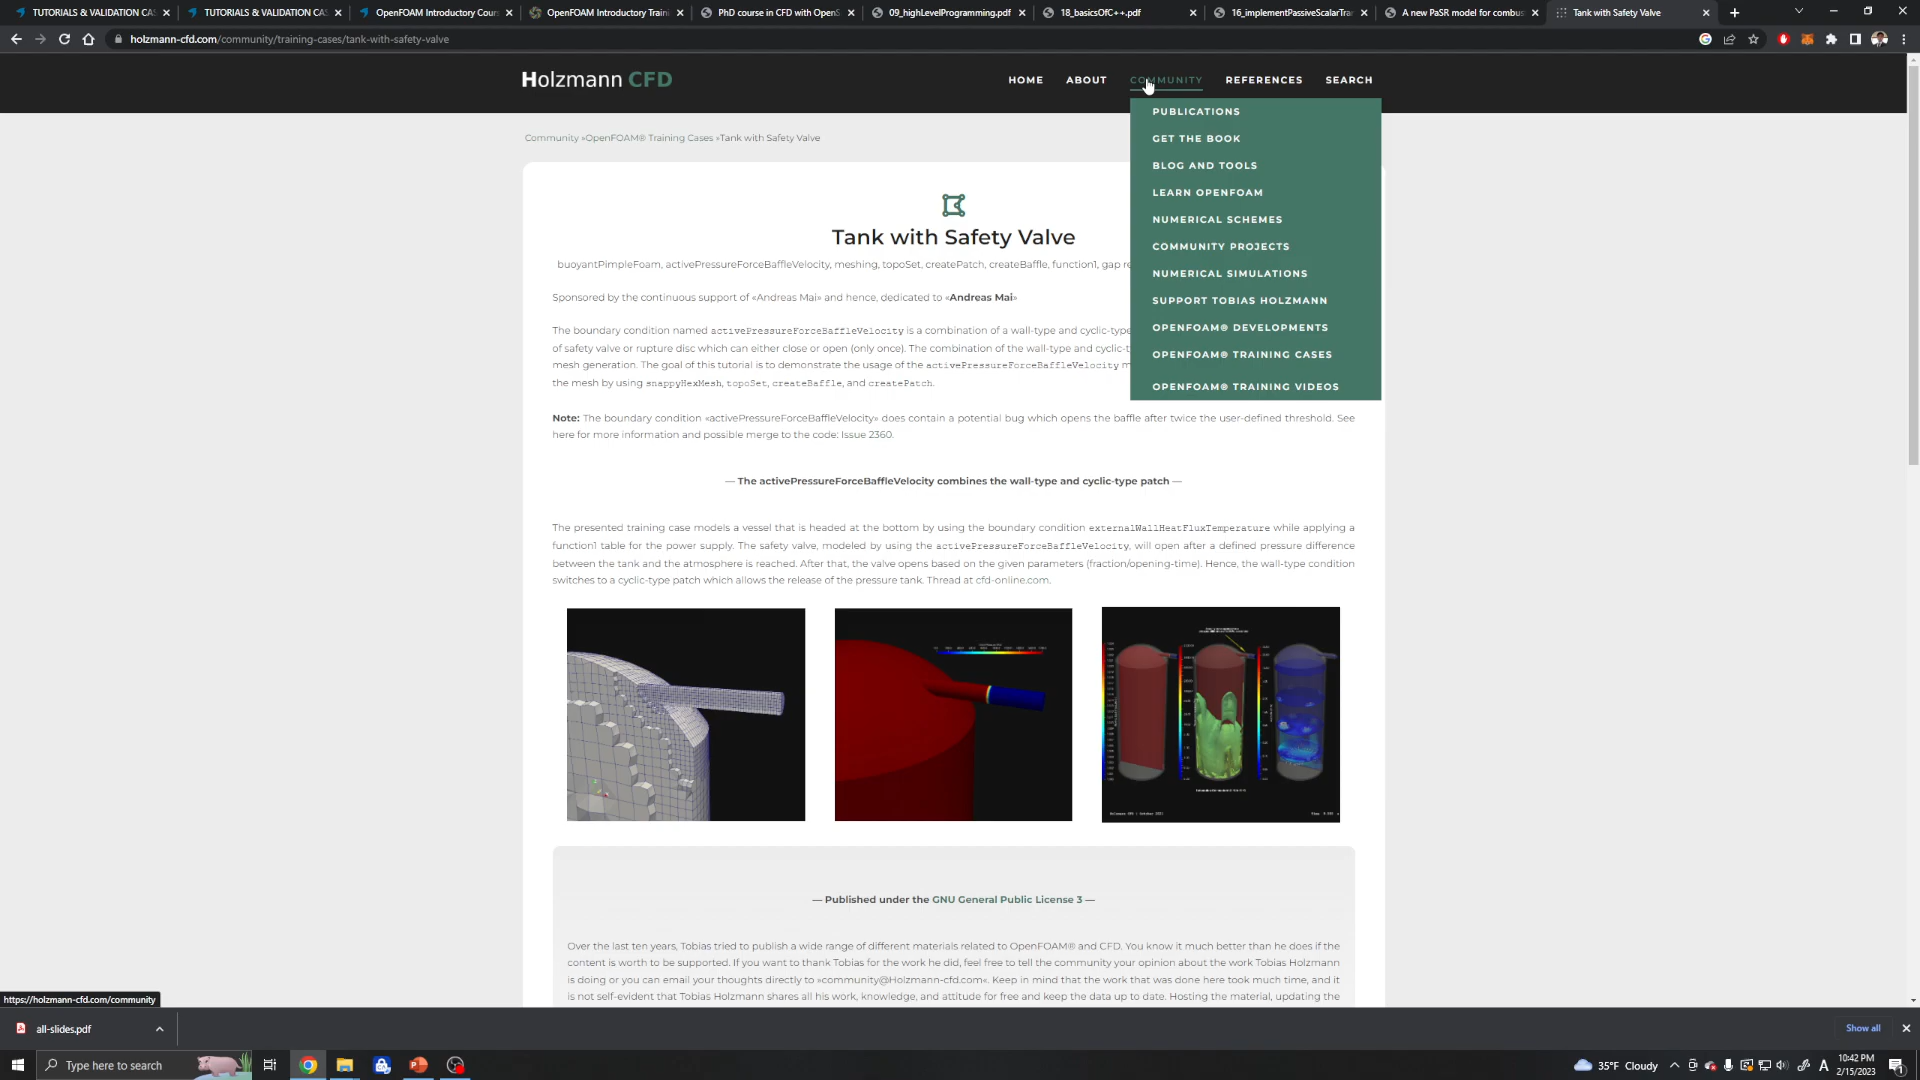 TUTORIALS & VALIDATION CA
TUTORIALS & VALIDATION CA
OpenFOAM Introductory Cour
OpenFOAM Introductory Traini
PhD course in CFD with OpenS
09_highLevelProgramming.pdf
18_basicsOfC++.pdf
16_implementPassiveScalarTra
A new PaSR model for combus
Tank with Safety Valve
holzmann-cfd.com/community/training-cases/tank-with-safety-valve
Holzmann CFD
HOME ABOUT COMMUNITY REFERENCES SEARCH
PUBLICATIONS
GET THE BOOK
BLOG AND TOOLS
LEARN OPENFOAM
NUMERICAL SCHEMES
COMMUNITY PROJECTS
NUMERICAL SIMULATIONS
SUPPORT TOBIAS HOLZMANN
OPENFOAM® DEVELOPMENTS
OPENFOAM® TRAINING CASES
OPENFOAM® TRAINING VIDEOS
Community »OpenFOAM® Training Cases »Tank with Safety Valve
Tank with Safety Valve
buoyantPimpleFoam, activePressureForceBaffleVelocity, meshing, topoSet, createPatch, createBaffle, function1, gap re
Sponsored by the continuous support of «Andreas Mai» and hence, dedicated to «Andreas Mai»
The boundary condition named activePressureForceBaffleVelocity is a combination of a wall-type and cyclic-type
of safety valve or rupture disc which can either close or open (only once). The combination of the wall-type and cyclic-t
mesh generation. The goal of this tutorial is to demonstrate the usage of the activePressureForceBaffleVelocity m
the mesh by using snappyHexMesh, topoSet, createBaffle, and createPatch.
Note: The boundary condition «activePressureForceBaffleVelocity» does contain a potential bug which opens the baffle after twice the user-defined threshold. See
here for more information and possible merge to the code: Issue 2360.
— The activePressureForceBaffleVelocity combines the wall-type and cyclic-type patch —
The presented training case models a vessel that is headed at the bottom by using the boundary condition externalWallHeatFluxTemperature while applying a
function1 table for the power supply. The safety valve, modeled by using the activePressureForceBaffleVelocity, will open after a defined pressure difference
between the tank and the atmosphere is reached. After that, the valve opens based on the given parameters (fraction/opening-time). Hence, the wall-type condition
switches to a cyclic-type patch which allows the release of the pressure tank. Thread at cfd-online.com.
— Published under the GNU General Public License 3 —
Over the last ten years, Tobias tried to publish a wide range of different materials related to OpenFOAM® and CFD. You know it much better than he does if the
content is worth to be supported. If you want to thank Tobias for the work he did, feel free to tell the community your opinion about the work Tobias Holzmann
is doing or you can email your thoughts directly to »community@Holzmann-cfd.com«. Keep in mind that the work that was done here took much time, and it
is not self-evident that Tobias Holzmann shares all his work, knowledge, and attitude for free and keep the data up to date. Hosting the material, updating the
https://holzmann-cfd.com/community
all-slides.pdf
Show all
Type here to search
35°F Cloudy
10:42 PM
2/15/2023